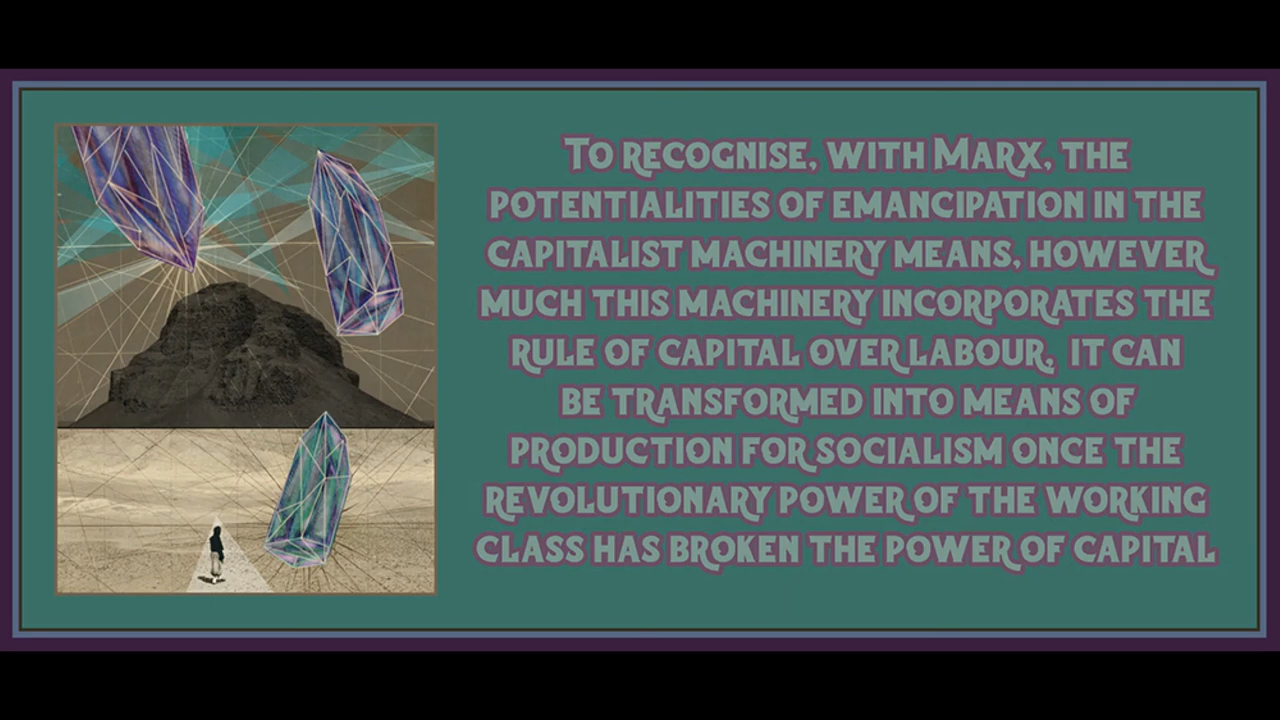 To recognise, with Marx, the
potentialities of emancipation in the
capitalist machinery means, however
much this machinery incorporates the
rule of capital over labour, it can
be transformed into means of
production for socialism once the
revolutionary power of the working
class has broken the power of capital